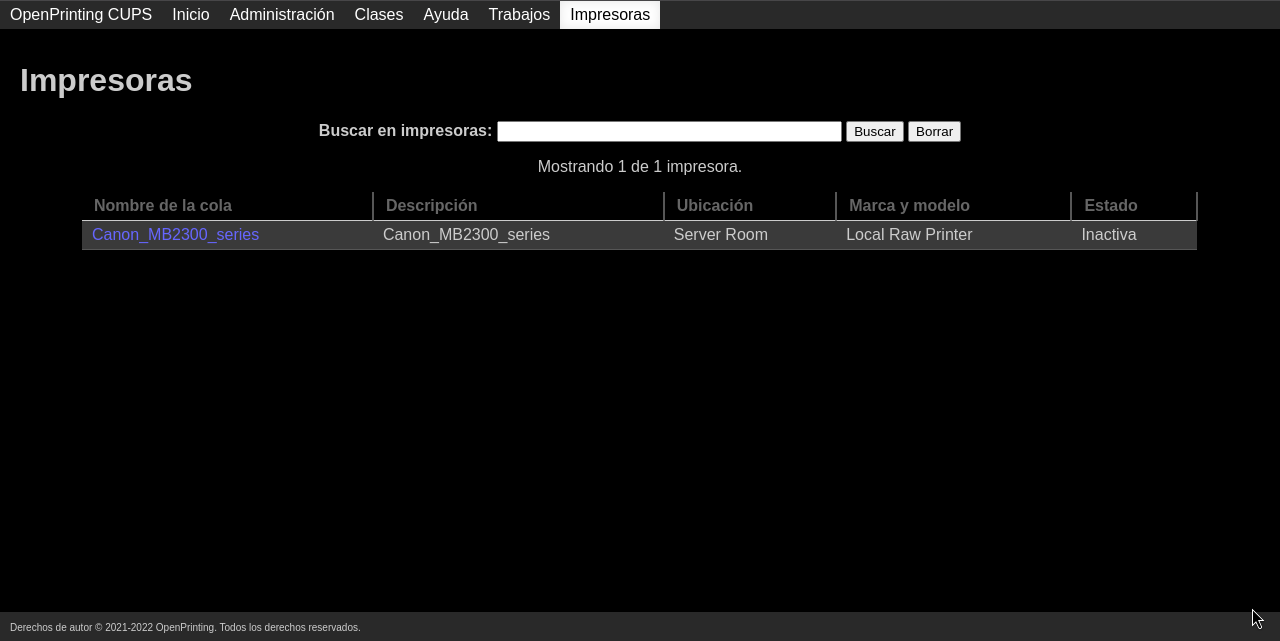 OpenPrinting CUPS Inicio Administración Clases Ayuda Trabajos Impresoras
Impresoras
Buscar en impresoras: Buscar Borrar
Mostrando 1 de 1 impresora.
Nombre de la cola Descripción Ubicación Marca y modelo Estado
Canon_MB2300_series Canon_MB2300_series Server Room Local Raw Printer Inactiva
Derechos de autor © 2021-2022 OpenPrinting. Todos los derechos reservados.